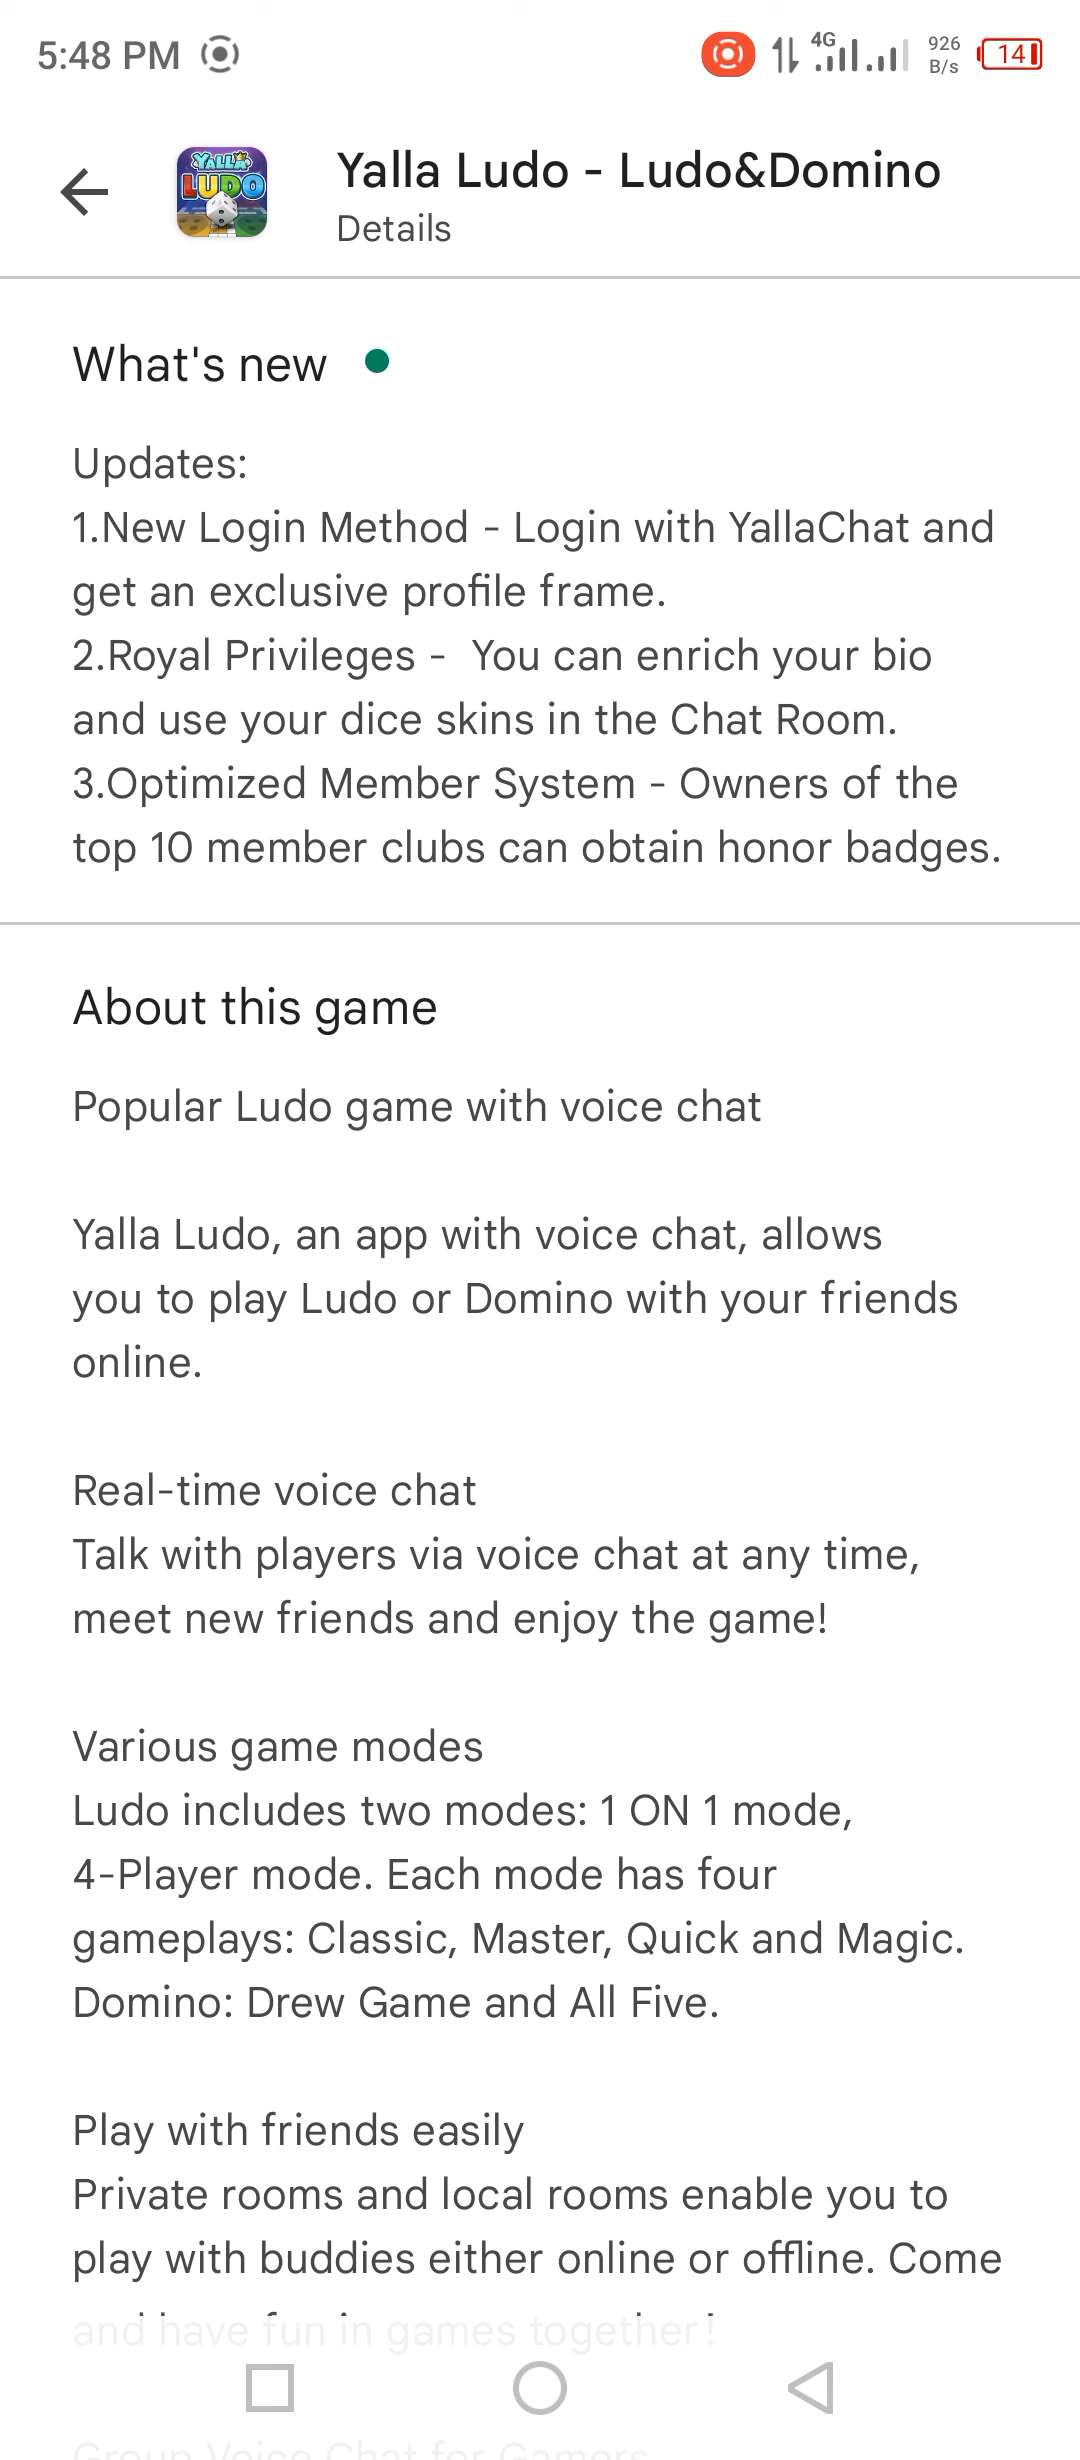 5:48 PM
4G
926
B/s
14
YALLA
LUDO
Yalla Ludo - Ludo&Domino
Details
What's new
Updates:
1.New Login Method - Login with YallaChat and
get an exclusive profile frame.
2.Royal Privileges -  You can enrich your bio
and use your dice skins in the Chat Room.
3.Optimized Member System - Owners of the
top 10 member clubs can obtain honor badges.
About this game
Popular Ludo game with voice chat
Yalla Ludo, an app with voice chat, allows
you to play Ludo or Domino with your friends
online.
Real-time voice chat
Talk with players via voice chat at any time,
meet new friends and enjoy the game!
Various game modes
Ludo includes two modes: 1 ON 1 mode,
4-Player mode. Each mode has four
gameplays: Classic, Master, Quick and Magic.
Domino: Drew Game and All Five.
Play with friends easily
Private rooms and local rooms enable you to
play with buddies either online or offline. Come
and have fun in games together!
Group Voice Chat for Gamers